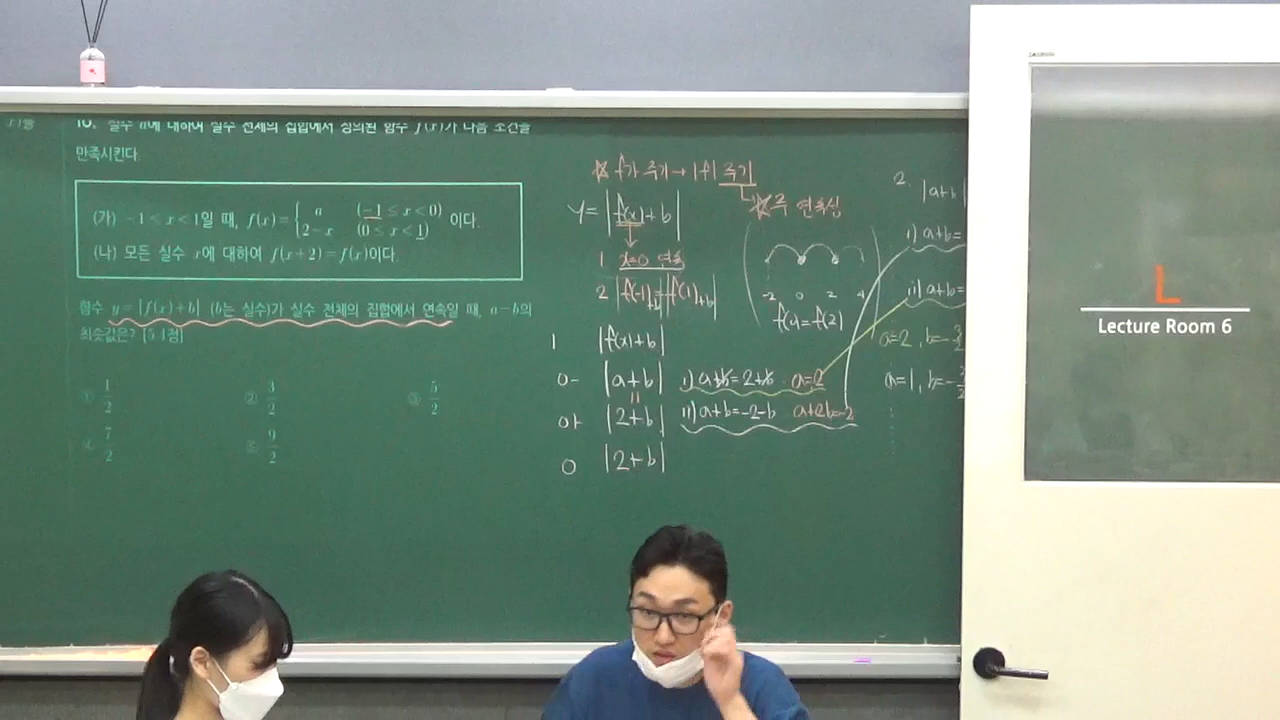 10. 실수 a에 대하여 실수 전체의 집합에서 정의된 함수 f(x)가 다음 조건을
만족시킨다.
(가) -1 ≤ x < 1일 때, f(x) = { a (-1 ≤ x < 0)
2-x (0 ≤ x < 1) 이다.
(나) 모든 실수 x에 대하여 f(x+2) = f(x)이다.
함수 y = |f(x)+b| (b는 실수)가 실수 전체의 집합에서 연속일 때, a-b의
최솟값은? [5.1점]
① 1/2 ② 3/2 ③ 5/2
④ 7/2 ⑤ 9/2
f가 주기 → |f| 주기
y = |f(x)+b|
연속성
1 x=0 연속
2 |f(-1)+b| = |f(1)+b|
-2 0 2 4
f(0) = f(2)
1 |f(x)+b|
0- |a+b|
||
0+ |2+b|
0 |2+b|
i) a+b = 2+b a=2
ii) a+b = -2-b a+2b=-2
2. |a+b|
i) a+b=
ii) a+b=
a=2, b=-3/2
a=1, b=-3/2
L
Lecture Room 6